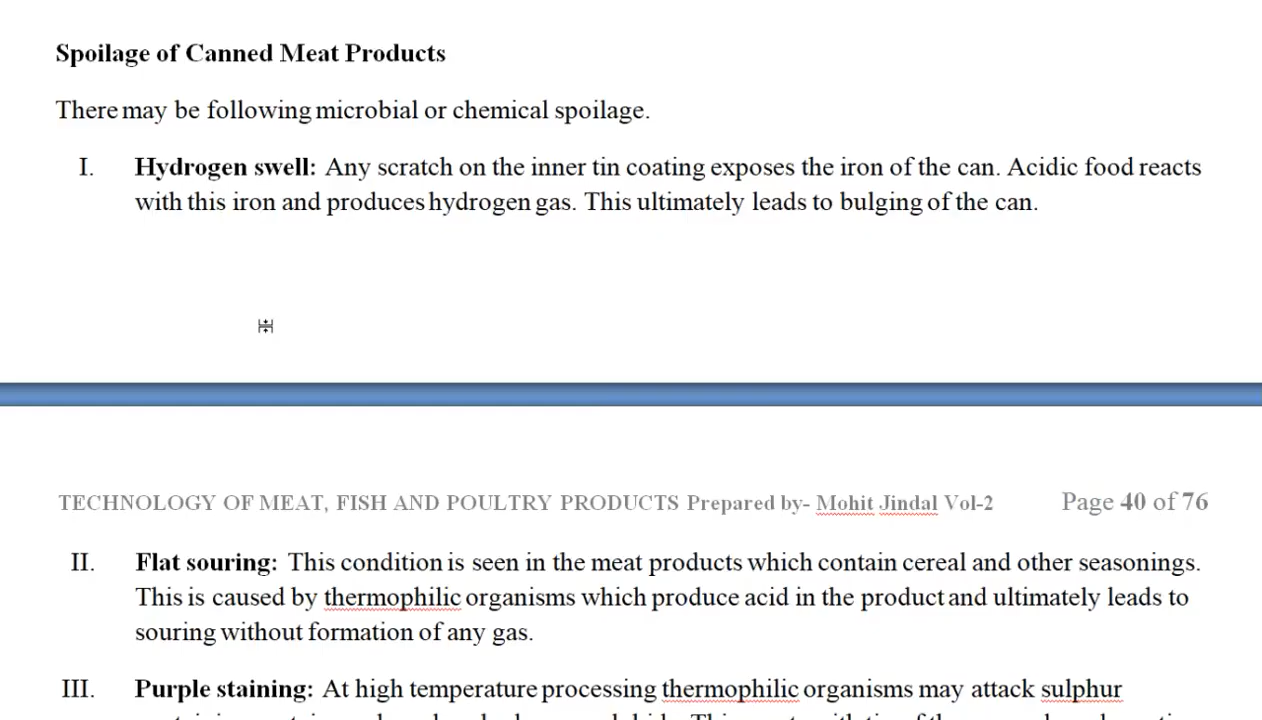 Spoilage of Canned Meat Products
There may be following microbial or chemical spoilage.
I. Hydrogen swell: Any scratch on the inner tin coating exposes the iron of the can. Acidic food reacts
with this iron and produces hydrogen gas. This ultimately leads to bulging of the can.
TECHNOLOGY OF MEAT, FISH AND POULTRY PRODUCTS Prepared by- Mohit Jindal Vol-2 Page 40 of 76
II. Flat souring: This condition is seen in the meat products which contain cereal and other seasonings.
This is caused by thermophilic organisms which produce acid in the product and ultimately leads to
souring without formation of any gas.
III. Purple staining: At high temperature processing thermophilic organisms may attack sulphur